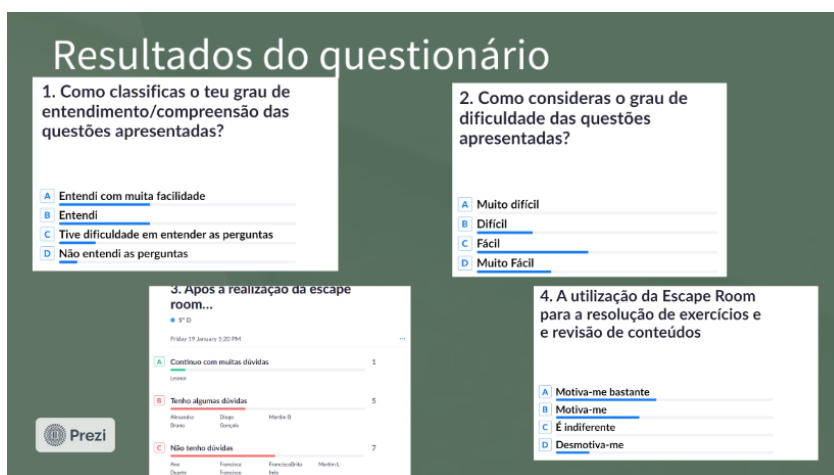 Resultados do questionário
1. Como classificas o teu grau de
entendimento/compreensão das
questões apresentadas?
A Entendi com muita facilidade
B Entendi
C Tive dificuldade em entender as perguntas
D Não entendi as perguntas
2. Como consideras o grau de
dificuldade das questões
apresentadas?
A Muito difícil
B Difícil
C Fácil
D Muito Fácil
3. Após a realização da escape
room...
5º D
Friday 19 January 5:20 PM
A Continuo com muitas dúvidas 1
Leonor
B Tenho algumas dúvidas 5
Alexandre Diogo Martim B
Bruno Gonçalo
C Não tenho dúvidas 7
Ana Francisca FranciscoBrito Martim L
Duarte Francisco Inês
4. A utilização da Escape Room
para a resolução de exercícios e
e revisão de conteúdos
A Motiva-me bastante
B Motiva-me
C É indiferente
D Desmotiva-me
Prezi